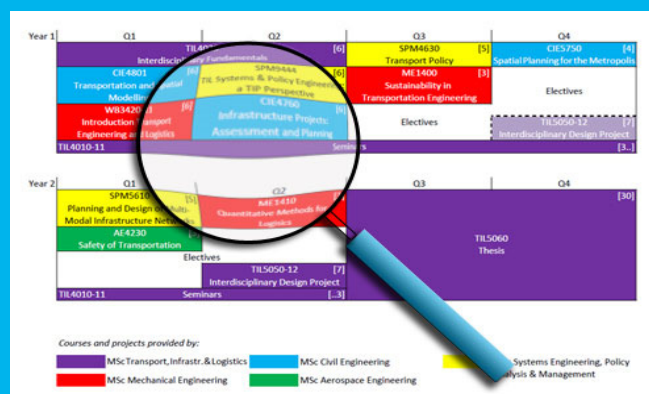 Year 1 Q1 Q2 Q3 Q4
[6]
Interdisciplinary Fundamentals
SPM4630 [5]
Transport Policy
CIE5750 [4]
Spatial Planning for the Metropolis
CIE4801 [6]
Transportation and Spatial
Modelling
SPM9444 [6]
TIL Systems & Policy Engineering
a TIP Perspective
ME1400 [3]
Sustainability in
Transportation Engineering
Electives
WB3420 [6]
Introduction Transport
Engineering and Logistics
CIE4760
Infrastructure Projects:
Assessment and Planning
Electives
TIL5050-12 [7]
Interdisciplinary Design Project
TIL4010-11 Seminars [3..]
Year 2 Q1 Q2 Q3 Q4
SPM5610 [5]
Planning and Design of Multi-
Modal Infrastructure Networks
ME1410
Quantitative Methods for
Logisics
[30]
TIL5060
Thesis
AE4230
Safety of Transportation
Electives
TIL5050-12 [7]
Interdisciplinary Design Project
TIL4010-11 Seminars [..3]
Courses and projects provided by:
MSc Transport, Infrastr. & Logistics
MSc Civil Engineering
Systems Engineering, Policy
Analysis & Management
MSc Mechanical Engineering
MSc Aerospace Engineering